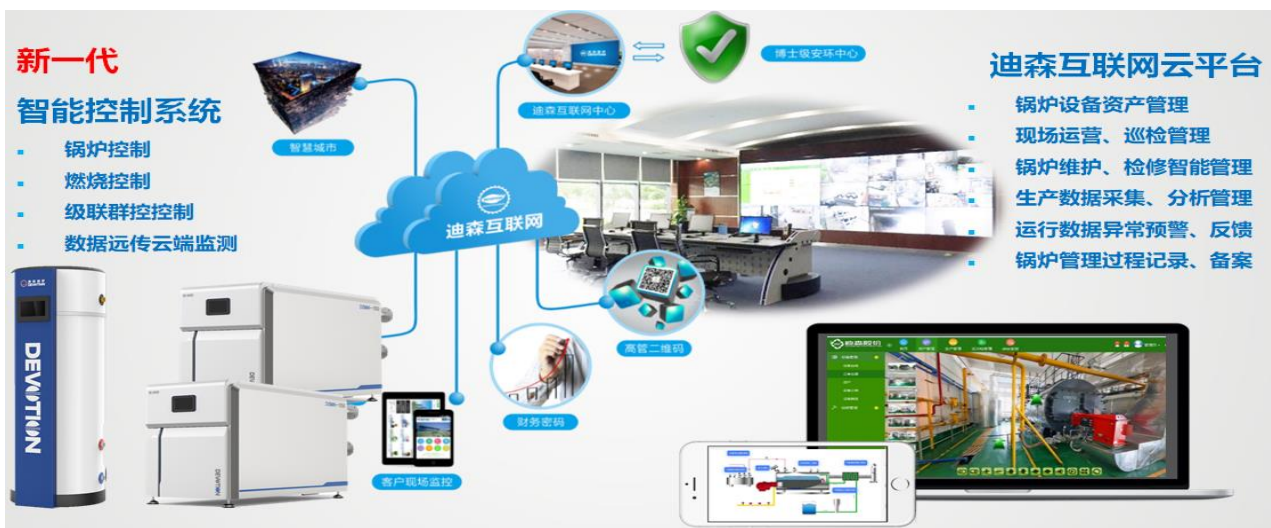 新一代
智能控制系统
锅炉控制
燃烧控制
级联群控控制
数据远传云端监测
智慧城市
迪森互联网中心
博士级安环中心
迪森互联网
高管二维码
财务密码
客户现场监控
DEVOTION
DEVOTION
迪森互联网云平台
锅炉设备资产管理
现场运营、巡检管理
锅炉维护、检修智能管理
生产数据采集、分析管理
运行数据异常预警、反馈
锅炉管理过程记录、备案
迪森股份